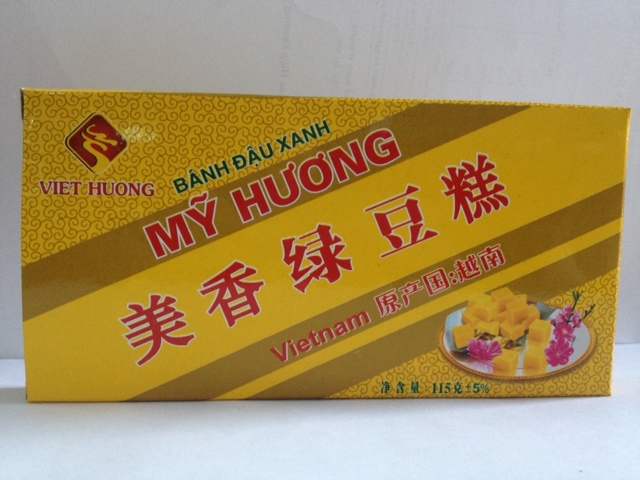 VIET HUONG
BÁNH ĐẬU XANH
MỸ HƯƠNG
美香绿豆糕
Vietnam 原产国:越南
净含量:115克±5%